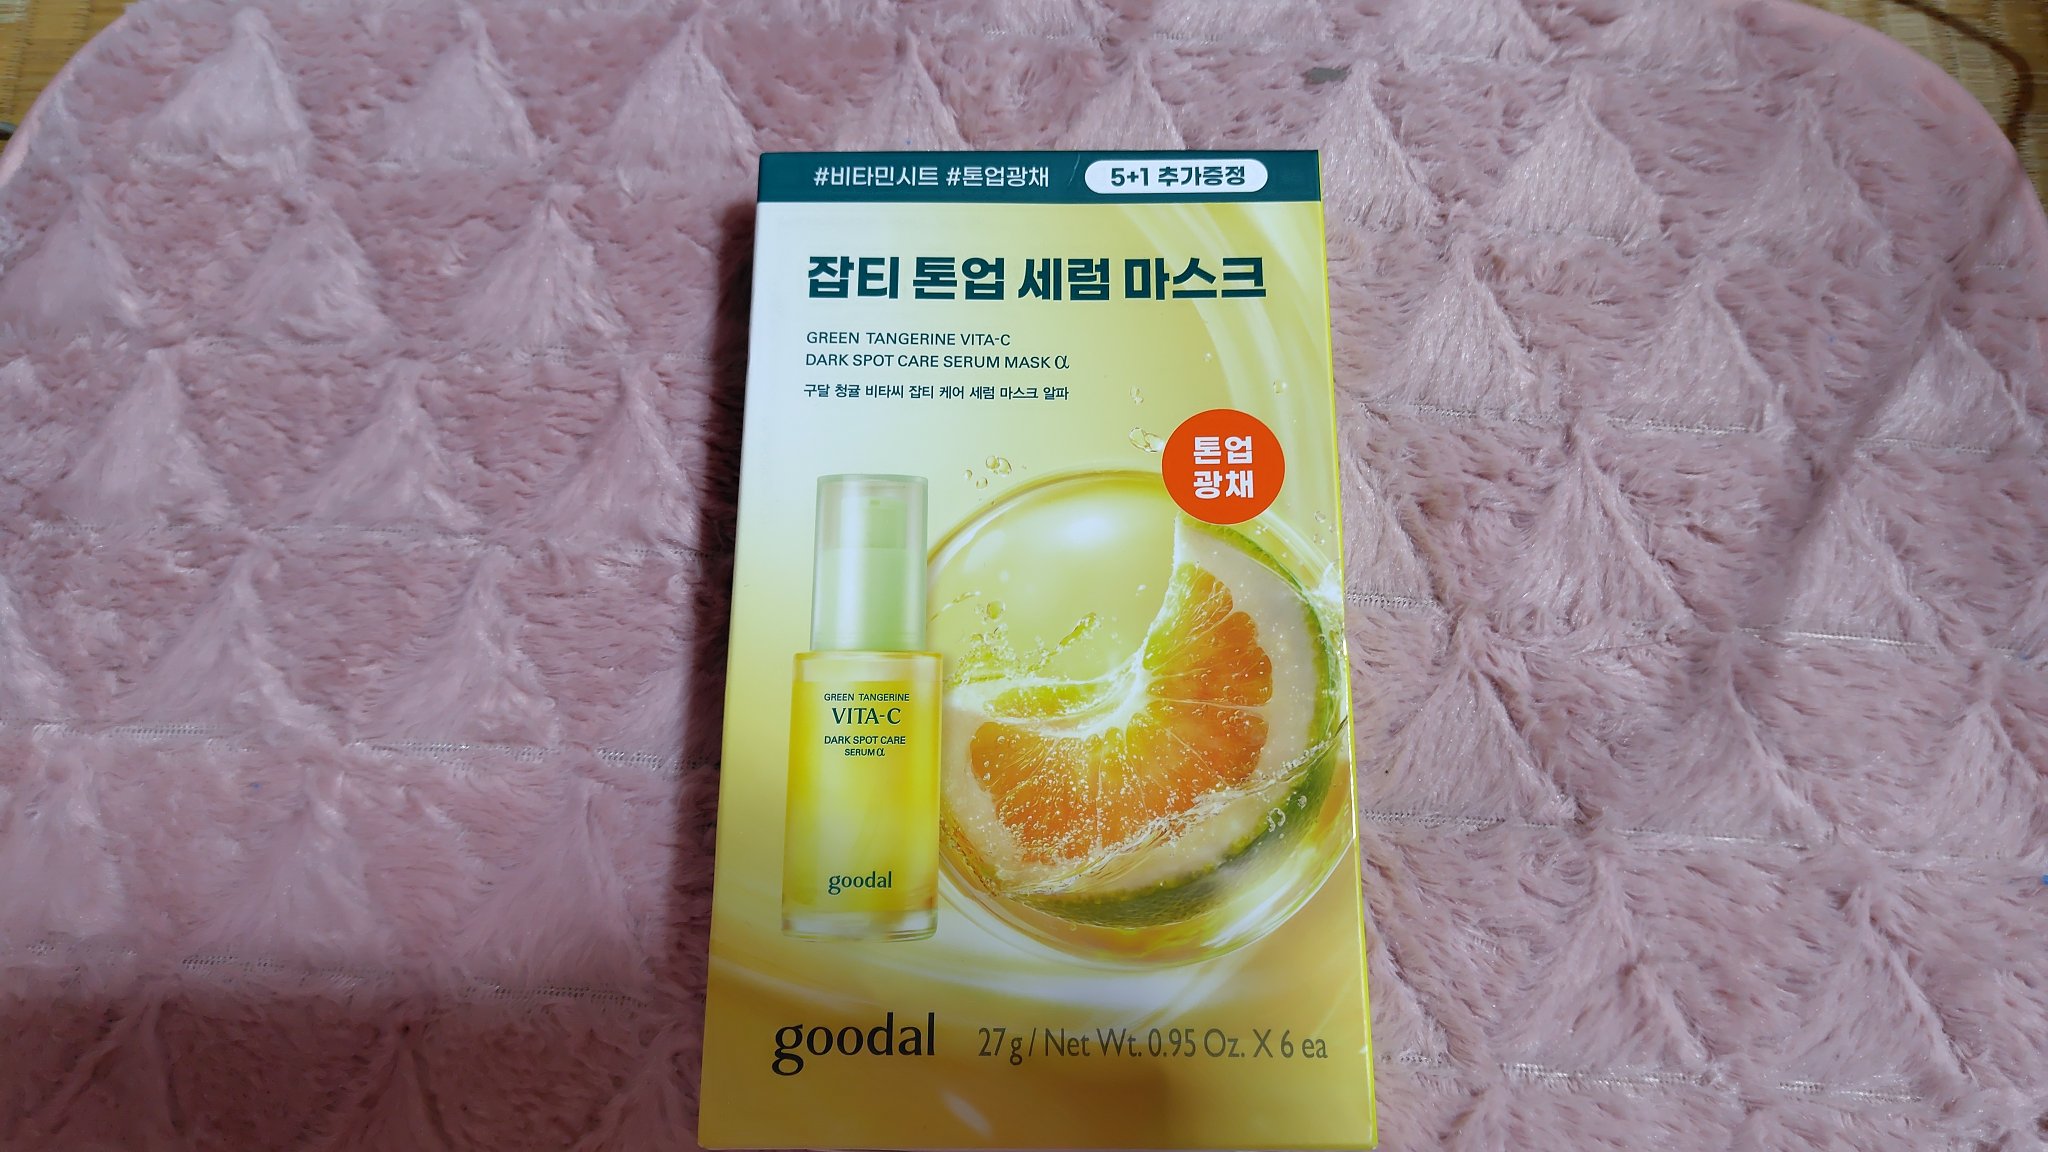 #비타민시트 #톤업광채 5+1 추가증정
잡티 톤업 세럼 마스크
GREEN TANGERINE VITA-C
DARK SPOT CARE SERUM MASK α
구달 청귤 비타씨 잡티 케어 세럼 마스크 알파
톤업
광채
GREEN TANGERINE
VITA-C
DARK SPOT CARE
SERUM α
goodal
goodal 27 g / Net Wt. 0.95 Oz. X 6 ea